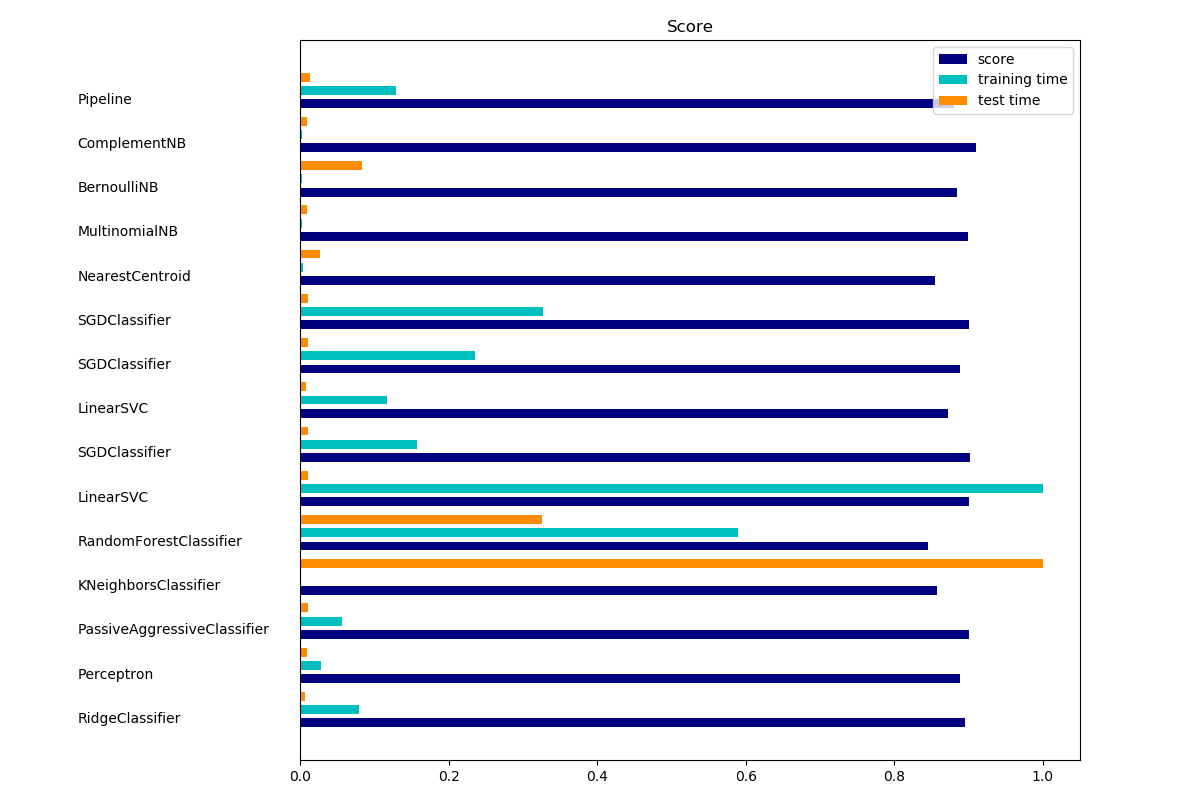 Score
score
training time
test time
Pipeline
ComplementNB
BernoulliNB
MultinomialNB
NearestCentroid
SGDClassifier
SGDClassifier
LinearSVC
SGDClassifier
LinearSVC
RandomForestClassifier
KNeighborsClassifier
PassiveAggressiveClassifier
Perceptron
RidgeClassifier
0.0 0.2 0.4 0.6 0.8 1.0